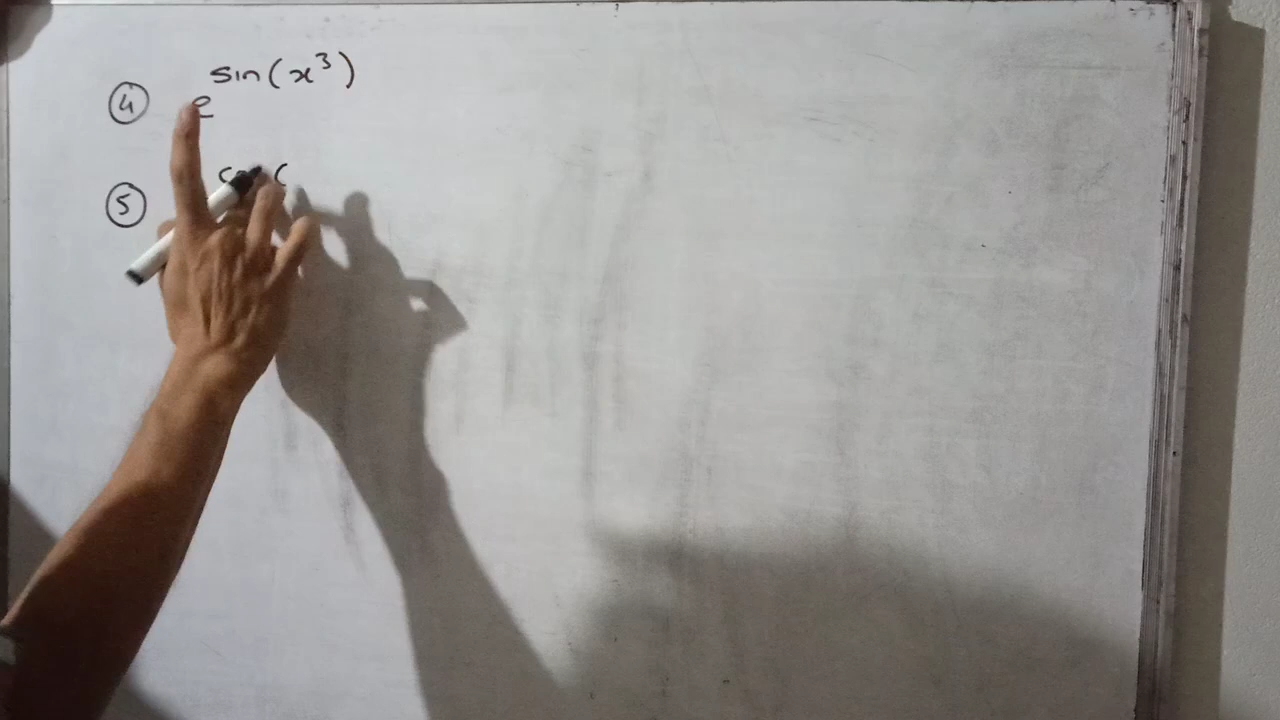 ④ e^sin(x³)
⑤